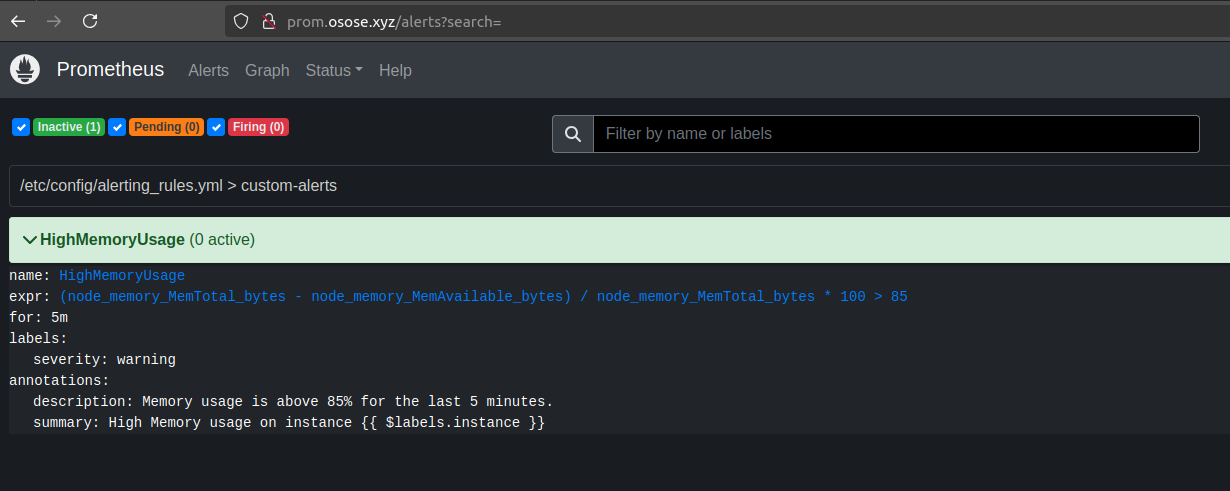 prom.osose.xyz/alerts?search=
Prometheus Alerts Graph Status Help
Inactive (1) Pending (0) Firing (0) Filter by name or labels
/etc/config/alerting_rules.yml > custom-alerts
HighMemoryUsage (0 active)
name: HighMemoryUsage
expr: (node_memory_MemTotal_bytes - node_memory_MemAvailable_bytes) / node_memory_MemTotal_bytes * 100 > 85
for: 5m
labels:
severity: warning
annotations:
description: Memory usage is above 85% for the last 5 minutes.
summary: High Memory usage on instance {{ $labels.instance }}